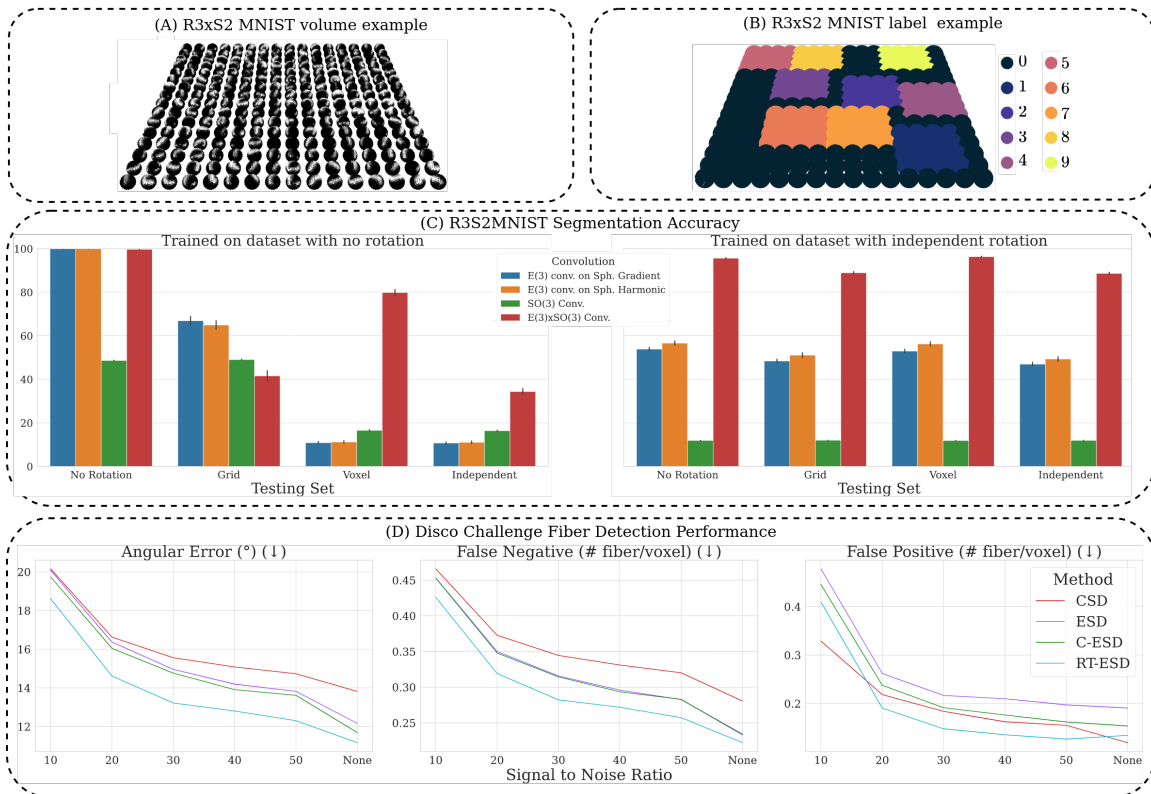 (A) R3xS2 MNIST volume example
(B) R3xS2 MNIST label example
0 5
1 6
2 7
3 8
4 9
(C) R3S2MNIST Segmentation Accuracy
Trained on dataset with no rotation
Trained on dataset with independent rotation
Convolution
E(3) conv. on Sph. Gradient
E(3) conv. on Sph. Harmonic
SO(3) Conv.
E(3)xSO(3) Conv.
100
80
60
40
20
0
No Rotation Grid Voxel Independent
Testing Set
No Rotation Grid Voxel Independent
Testing Set
(D) Disco Challenge Fiber Detection Performance
Angular Error (°) (↓)
20
18
16
14
12
10 20 30 40 50 None
False Negative (# fiber/voxel) (↓)
0.45
0.40
0.35
0.30
0.25
10 20 30 40 50 None
Signal to Noise Ratio
False Positive (# fiber/voxel) (↓)
0.4
0.3
0.2
10 20 30 40 50 None
Method
CSD
ESD
C-ESD
RT-ESD